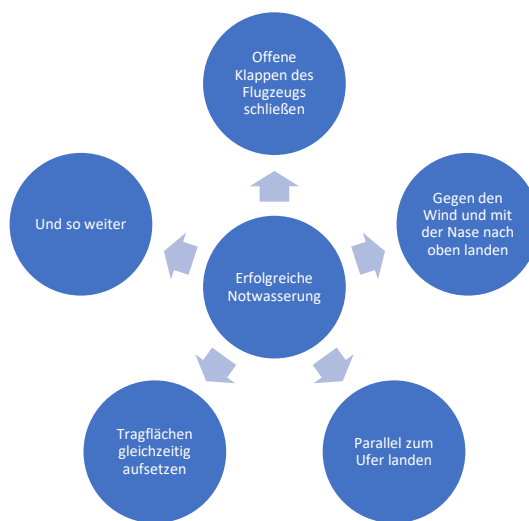 Offene
Klappen des
Flugzeugs
schließen
Gegen den
Wind und mit
der Nase nach
oben landen
Und so weiter
Erfolgreiche
Notwasserung
Tragflächen
gleichzeitig
aufsetzen
Parallel zum
Ufer landen